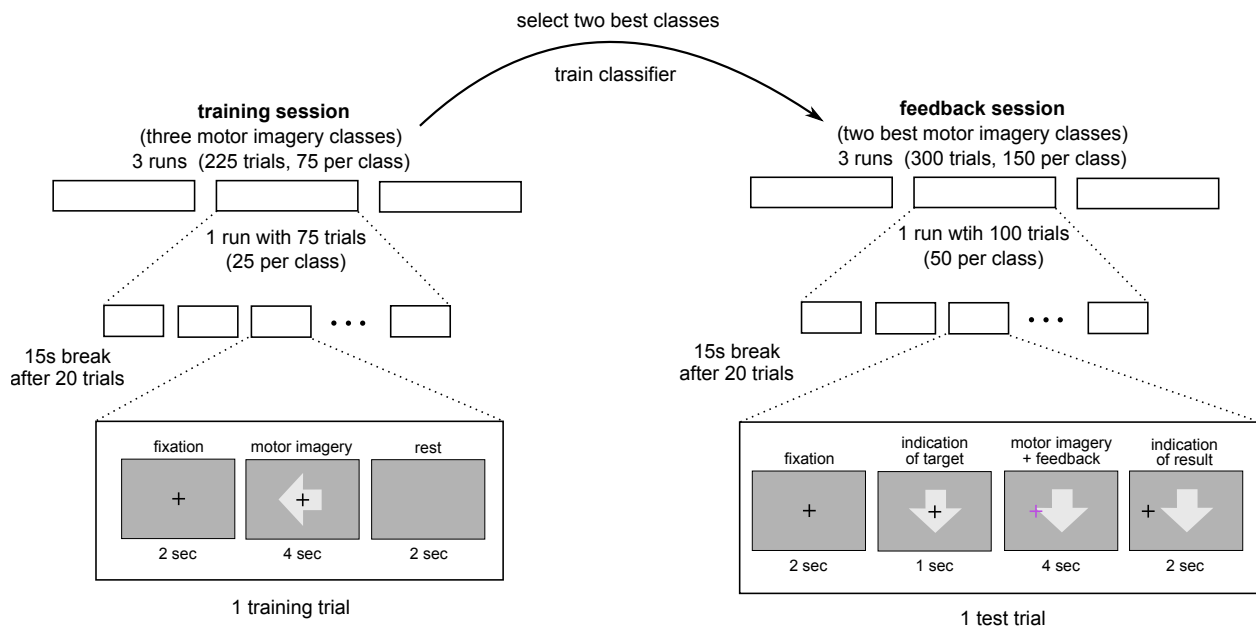 select two best classes
train classifier
training session
(three motor imagery classes)
3 runs (225 trials, 75 per class)
1 run with 75 trials
(25 per class)
15s break
after 20 trials
fixation
motor imagery
rest
2 sec
4 sec
2 sec
1 training trial
feedback session
(two best motor imagery classes)
3 runs (300 trials, 150 per class)
1 run wtih 100 trials
(50 per class)
15s break
after 20 trials
fixation
indication
of target
motor imagery
+ feedback
indication
of result
2 sec
1 sec
4 sec
2 sec
1 test trial